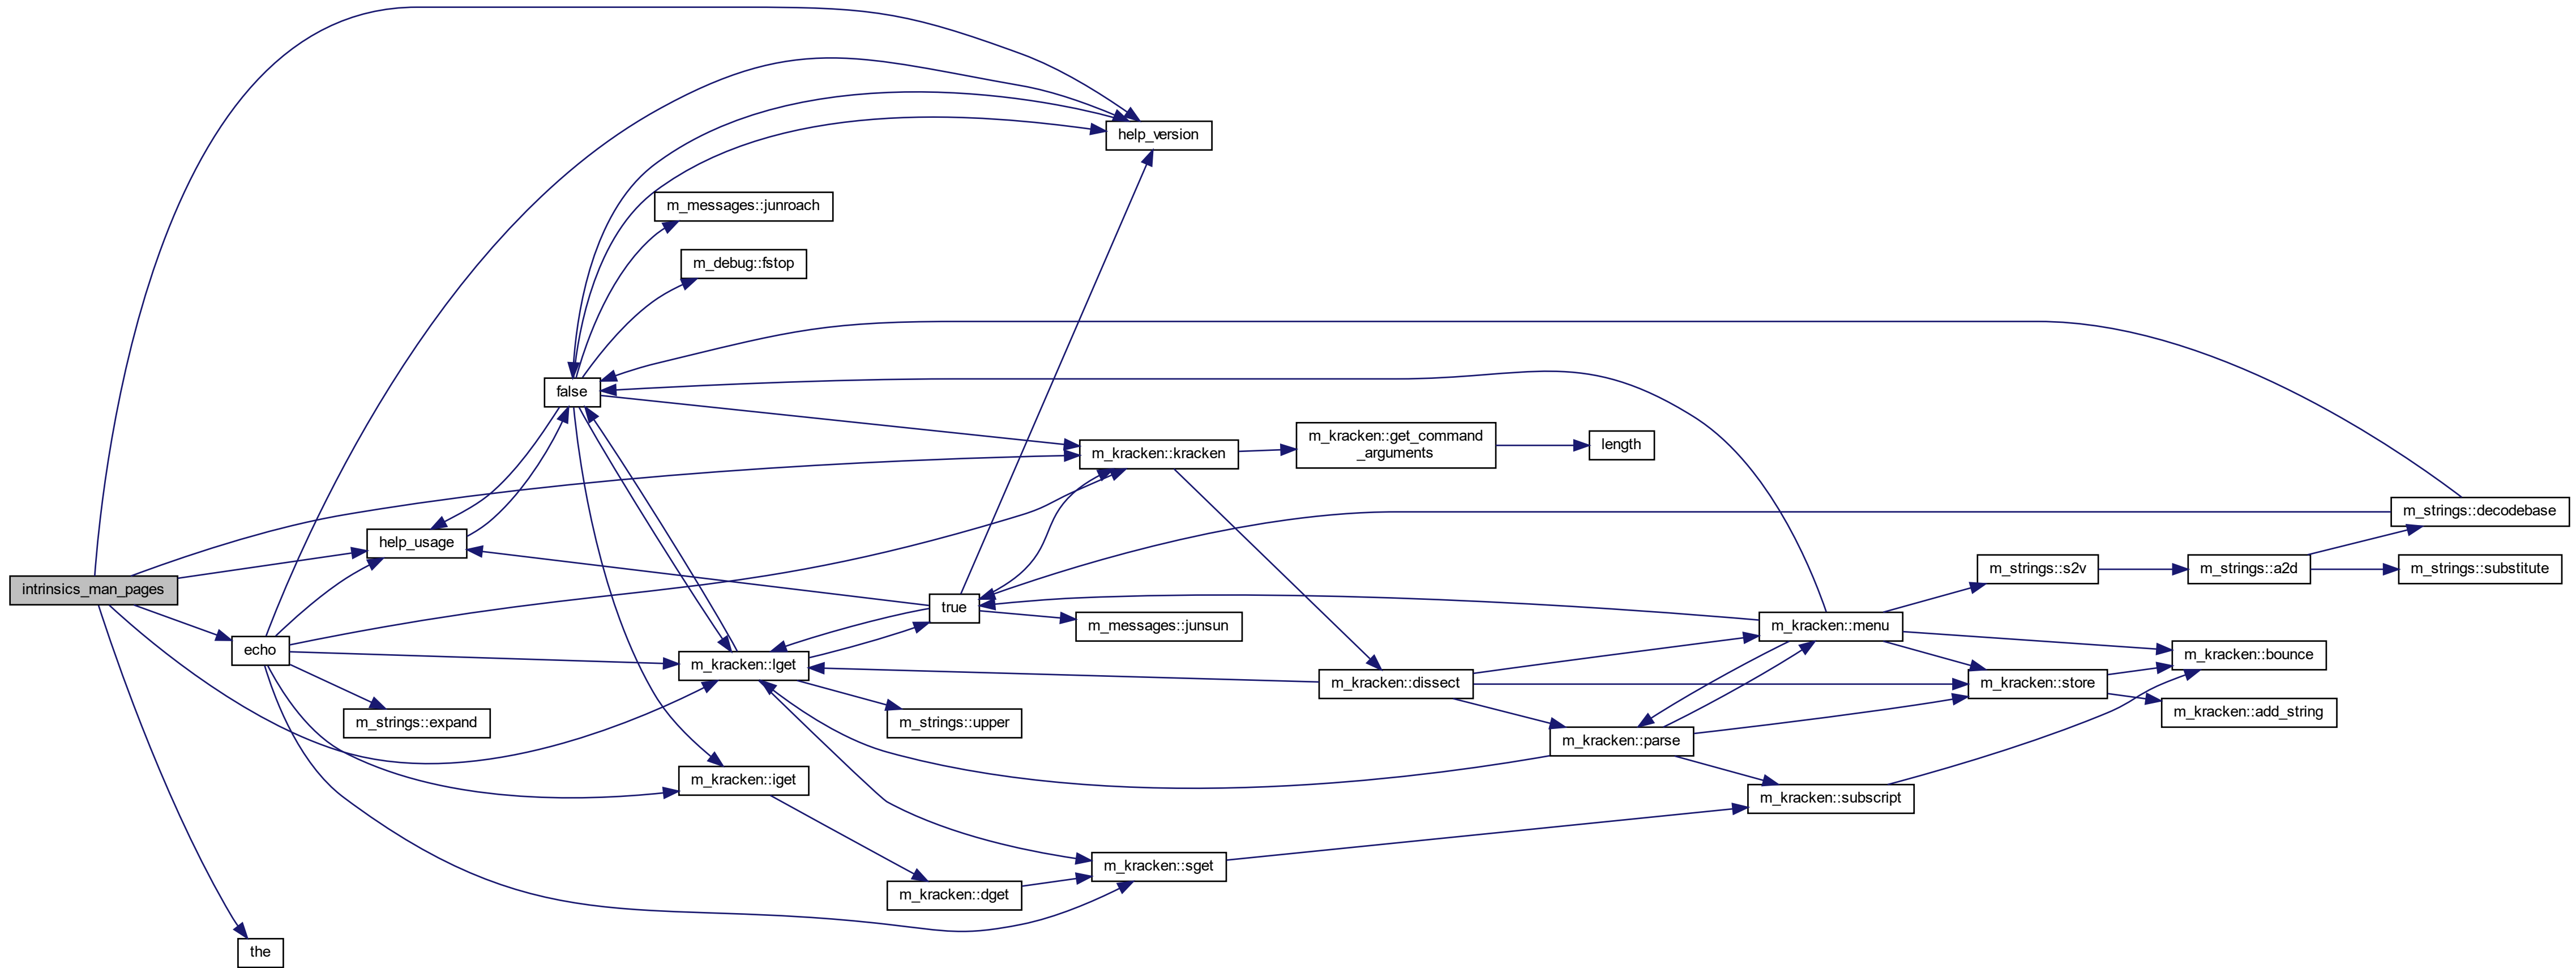 help_version
m_messages::junroach
m_debug::fstop
false
m_kracken::kracken
m_kracken::get_command
_arguments
length
m_strings::decodebase
help_usage
m_strings::s2v
m_strings::a2d
m_strings::substitute
intrinsics_man_pages
true
m_messages::junsun
m_kracken::menu
echo
m_kracken::lget
m_kracken::dissect
m_kracken::store
m_kracken::bounce
m_strings::expand
m_strings::upper
m_kracken::parse
m_kracken::add_string
m_kracken::iget
m_kracken::subscript
m_kracken::sget
m_kracken::dget
the